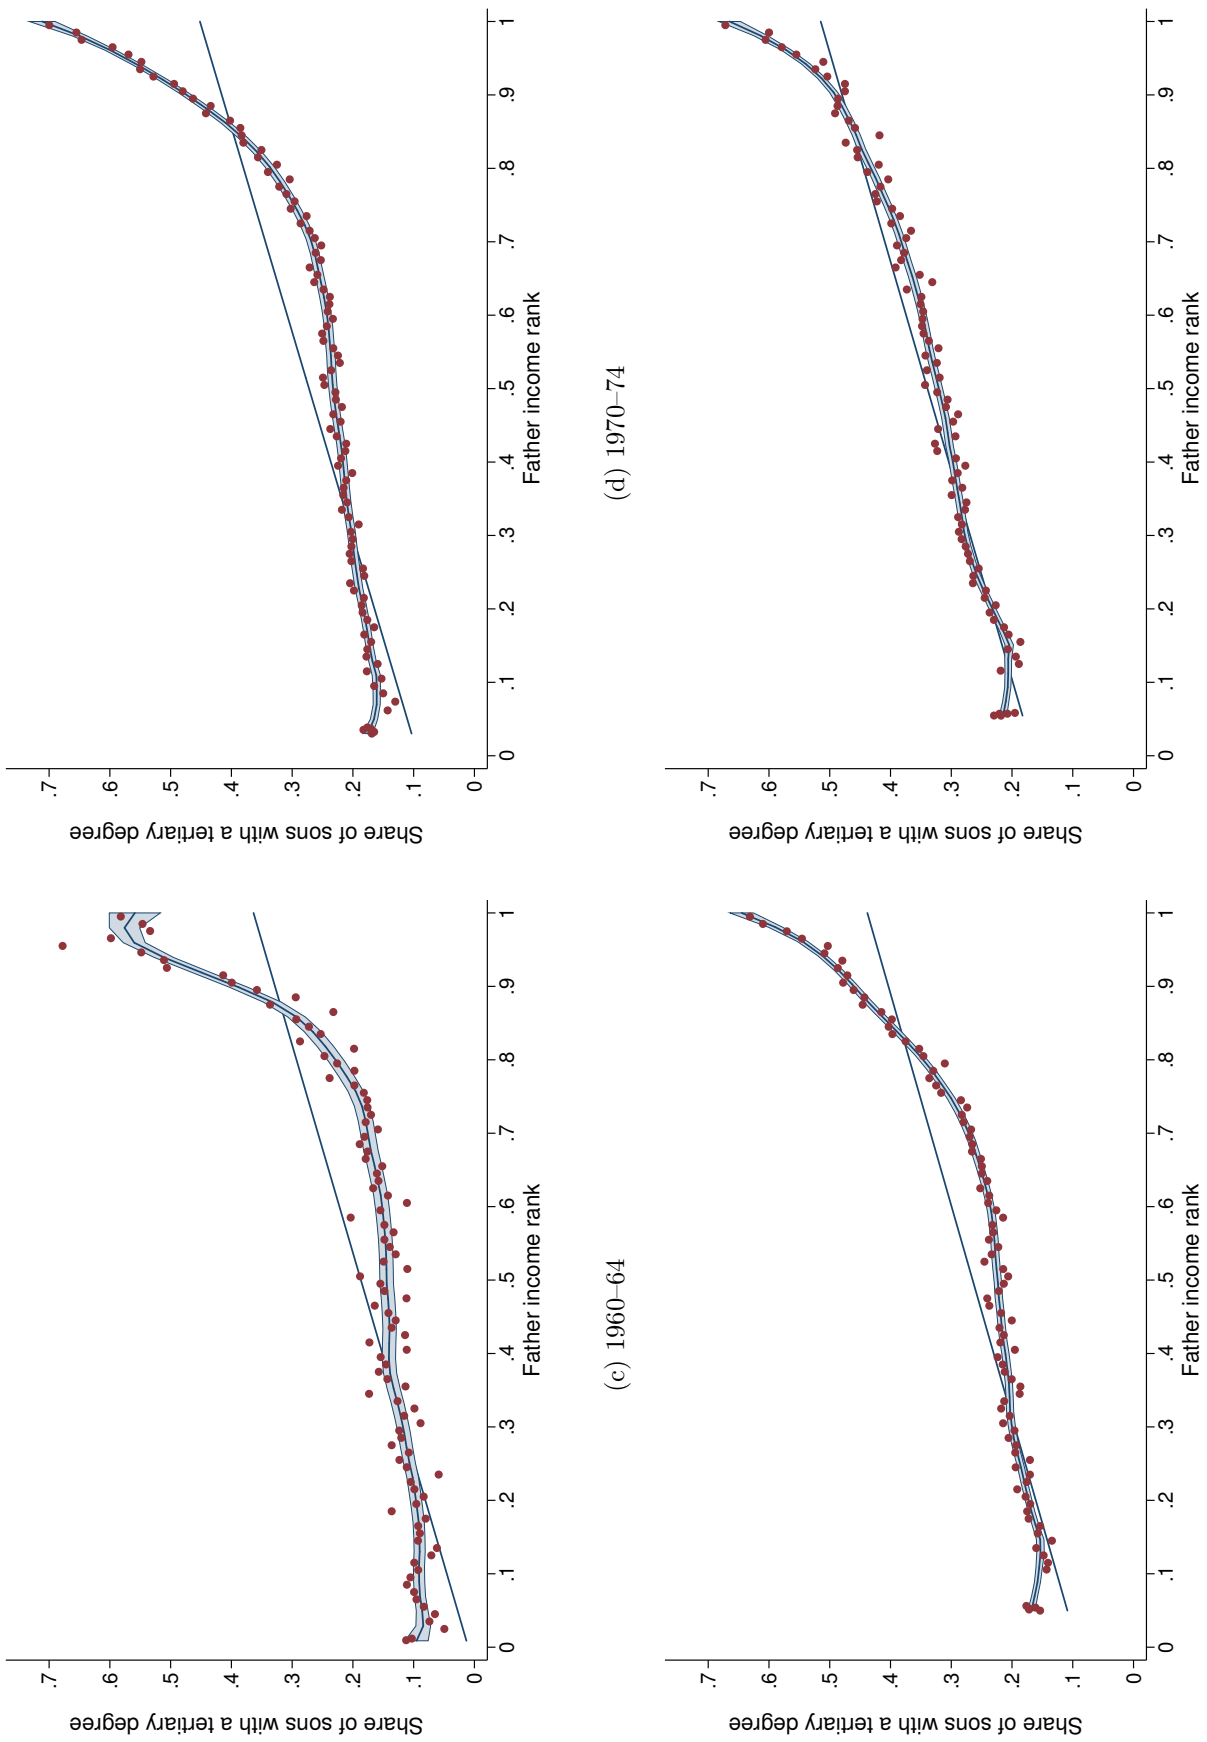 Share of sons with a tertiary degree
.7
.6
.5
.4
.3
.2
.1
0
0 .1 .2 .3 .4 .5 .6 .7 .8 .9 1
Father income rank
Share of sons with a tertiary degree
.7
.6
.5
.4
.3
.2
.1
0
0 .1 .2 .3 .4 .5 .6 .7 .8 .9 1
Father income rank
(c) 1960–64
Share of sons with a tertiary degree
.7
.6
.5
.4
.3
.2
.1
0
0 .1 .2 .3 .4 .5 .6 .7 .8 .9 1
Father income rank
(d) 1970–74
Share of sons with a tertiary degree
.7
.6
.5
.4
.3
.2
.1
0
0 .1 .2 .3 .4 .5 .6 .7 .8 .9 1
Father income rank